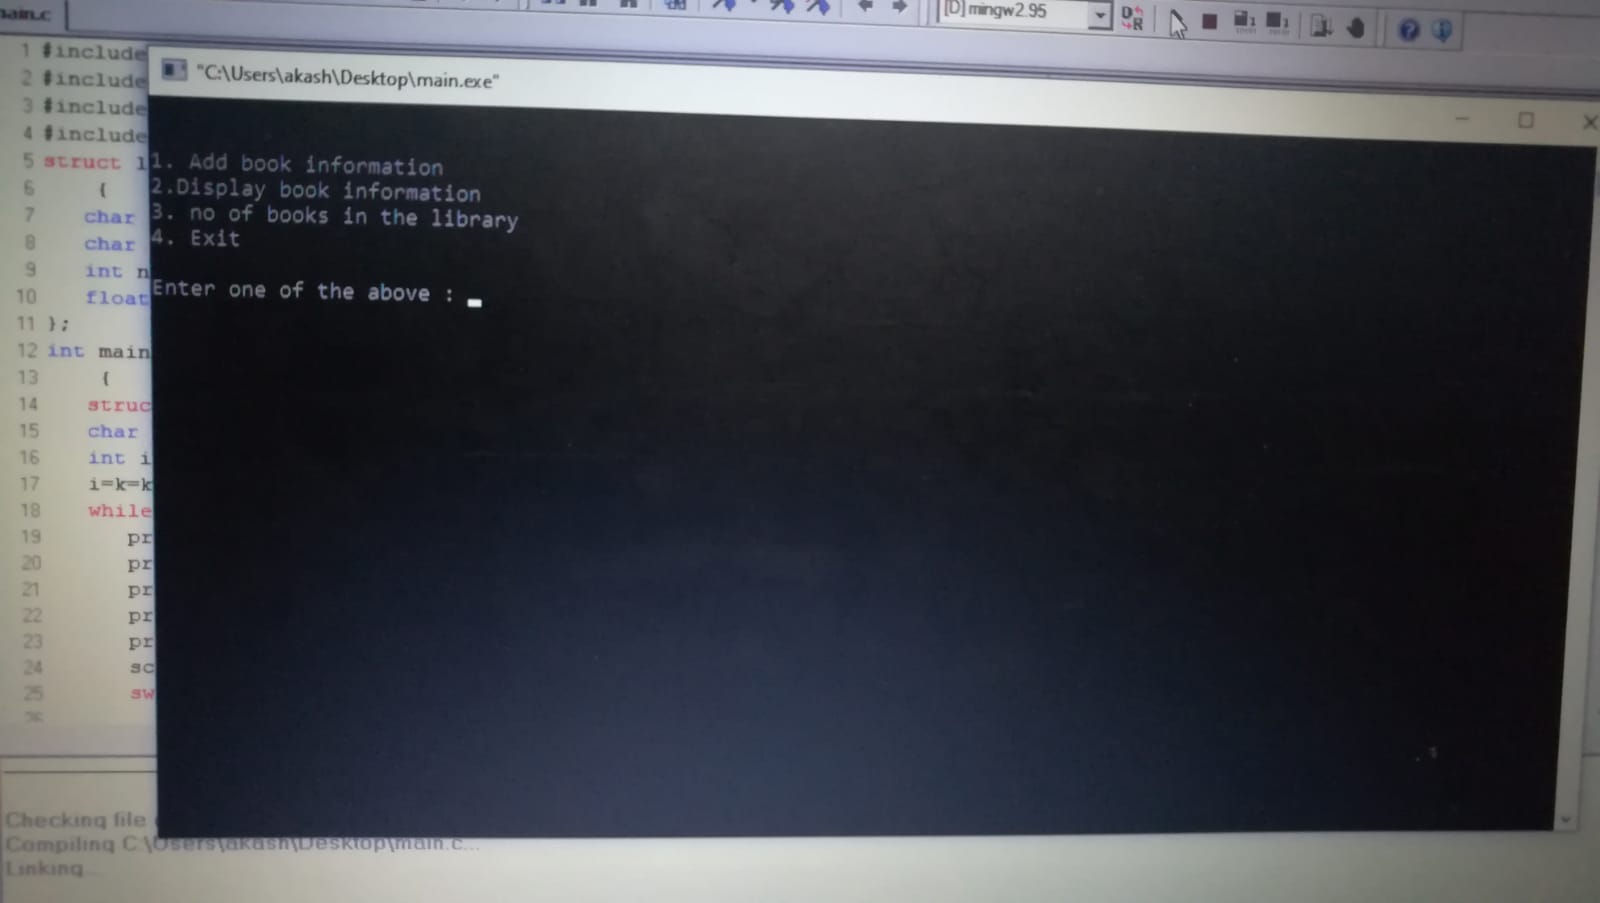 main.c
[D] mingw2.95
"C:\Users\akash\Desktop\main.exe"
1 #include
2 #include
3 #include
4 #include
5 struct l
6 {
7 char
8 char
9 int n
10 float
11 };
12 int main
13 {
14 struc
15 char
16 int i
17 i=k=k
18 while
19 pr
20 pr
21 pr
22 pr
23 pr
24 sc
25 sw
26
1. Add book information
2.Display book information
3. no of books in the library
4. Exit
Enter one of the above :
Checking file
Compiling C:\Users\akash\Desktop\main.c...
Linking...